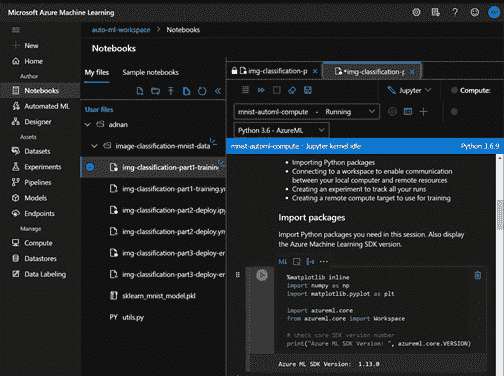 Microsoft Azure Machine Learning
auto-ml-workspace > Notebooks
Notebooks
New
Home
Author
Notebooks
Automated ML
Designer
Assets
Datasets
Experiments
Pipelines
Models
Endpoints
Manage
Compute
Datastores
Data Labeling
My files
Sample notebooks
User files
adnan
image-classification-mnist-data
img-classification-part1-training
img-classification-part1-training.ym
img-classification-part2-deploy.ipy
img-classification-part2-deploy.ym
img-classification-part3-deploy-en
img-classification-part3-deploy-en
sklearn_mnist_model.pkl
utils.py
img-classification-p
*img-classification-p
Jupyter
Compute:
mnist-automl-compute - Running
Python 3.6 - AzureML
mnist-automl-compute - Jupyter kernel idle
Python 3.6.9
• Importing Python packages
• Connecting to a workspace to enable communication
between your local computer and remote resources
• Creating an experiment to track all your runs
• Creating a remote compute target to use for training
Import packages
Import Python packages you need in this session. Also display
the Azure Machine Learning SDK version.
%matplotlib inline
import numpy as np
import matplotlib.pyplot as plt
import azureml.core
from azureml.core import Workspace
# check core SDK version number
print("Azure ML SDK Version: ", azureml.core.VERSION)
Azure ML SDK Version:  1.13.0